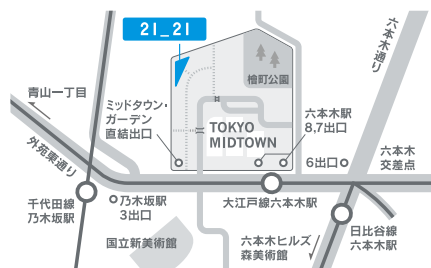 21_21
六本木通り
檜町公園
青山一丁目
ミッドタウン・
ガーデン
直結出口
六本木駅
8,7出口
TOKYO
MIDTOWN
外苑東通り
6出口
六本木
交差点
千代田線
乃木坂駅
乃木坂駅
3出口
大江戸線六本木駅
国立新美術館
六本木ヒルズ
森美術館
日比谷線
六本木駅